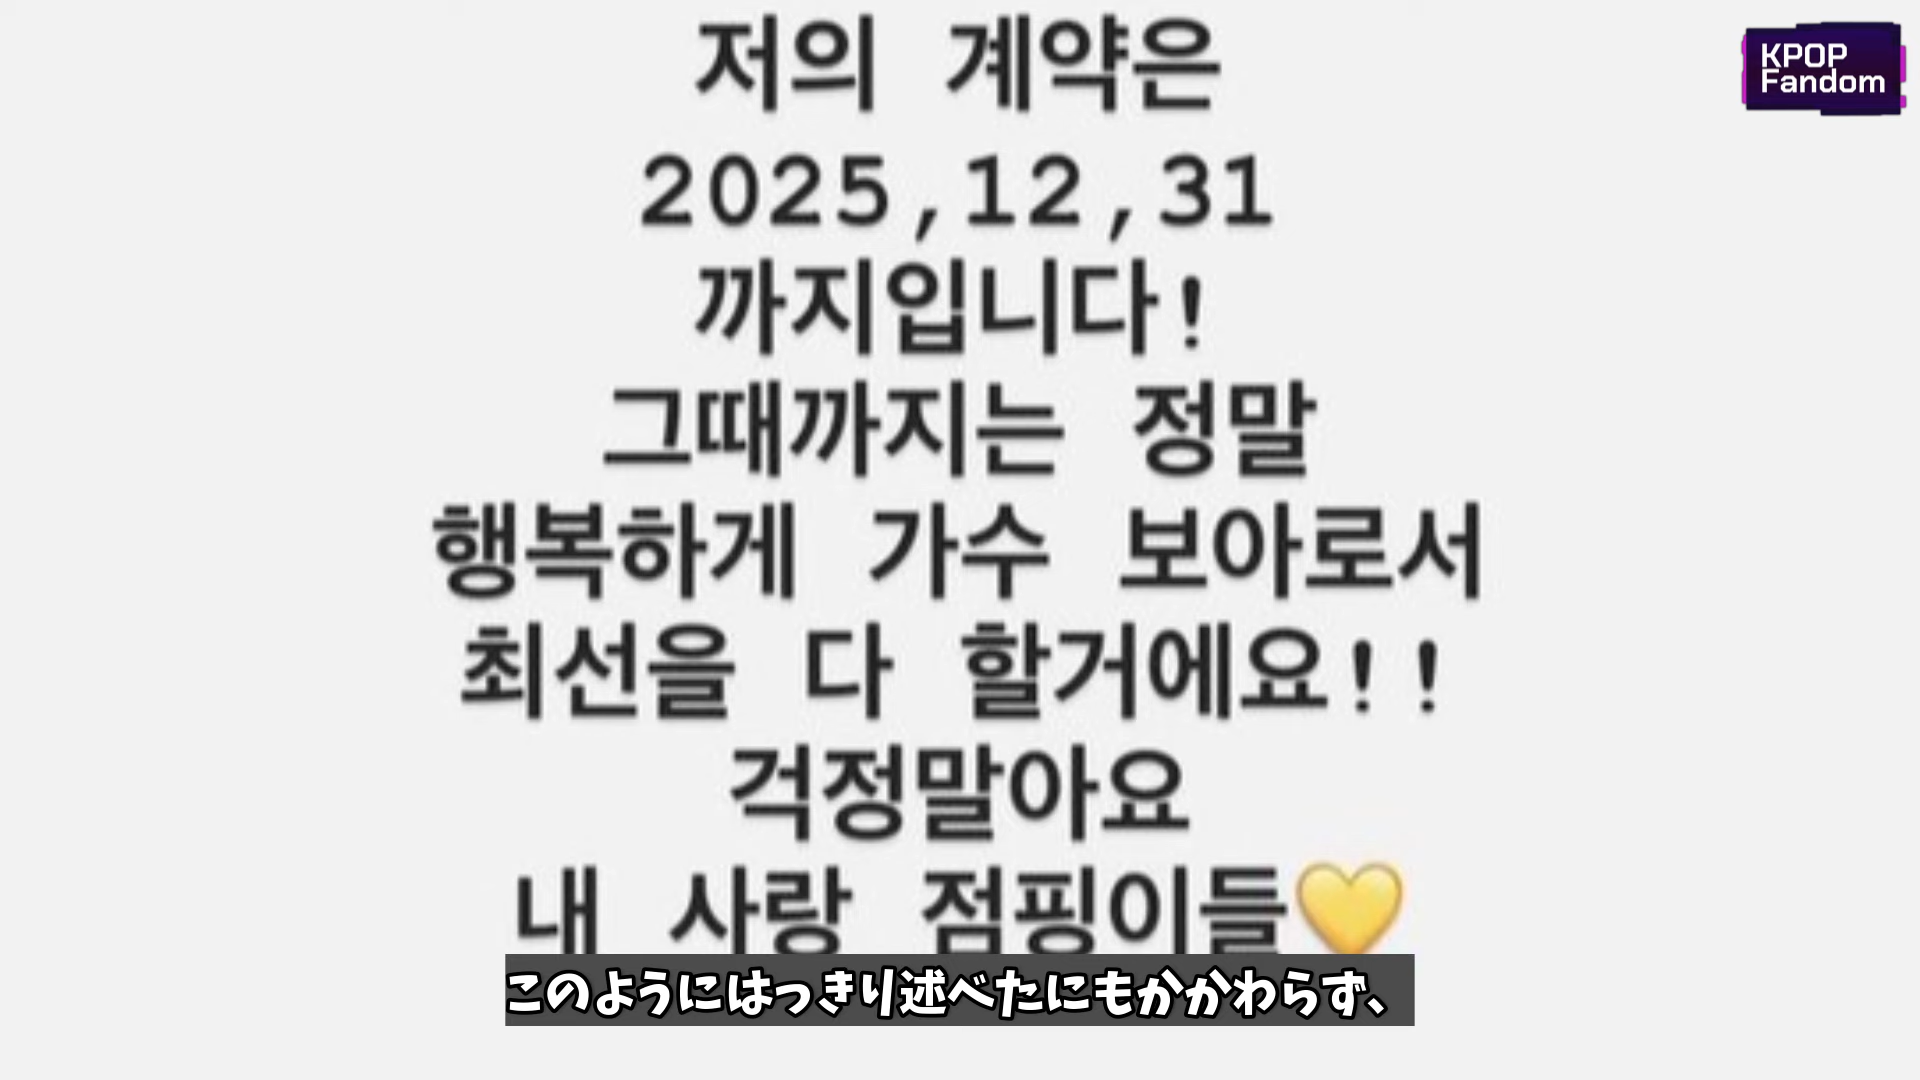 KPOP
Fandom
저의 계약은
2025,12,31
까지입니다!
그때까지는 정말
행복하게 가수 보아로서
최선을 다 할거에요!!
걱정말아요
내 사랑 점핑이들💛
このようにはっきり述べたにもかかわらず、